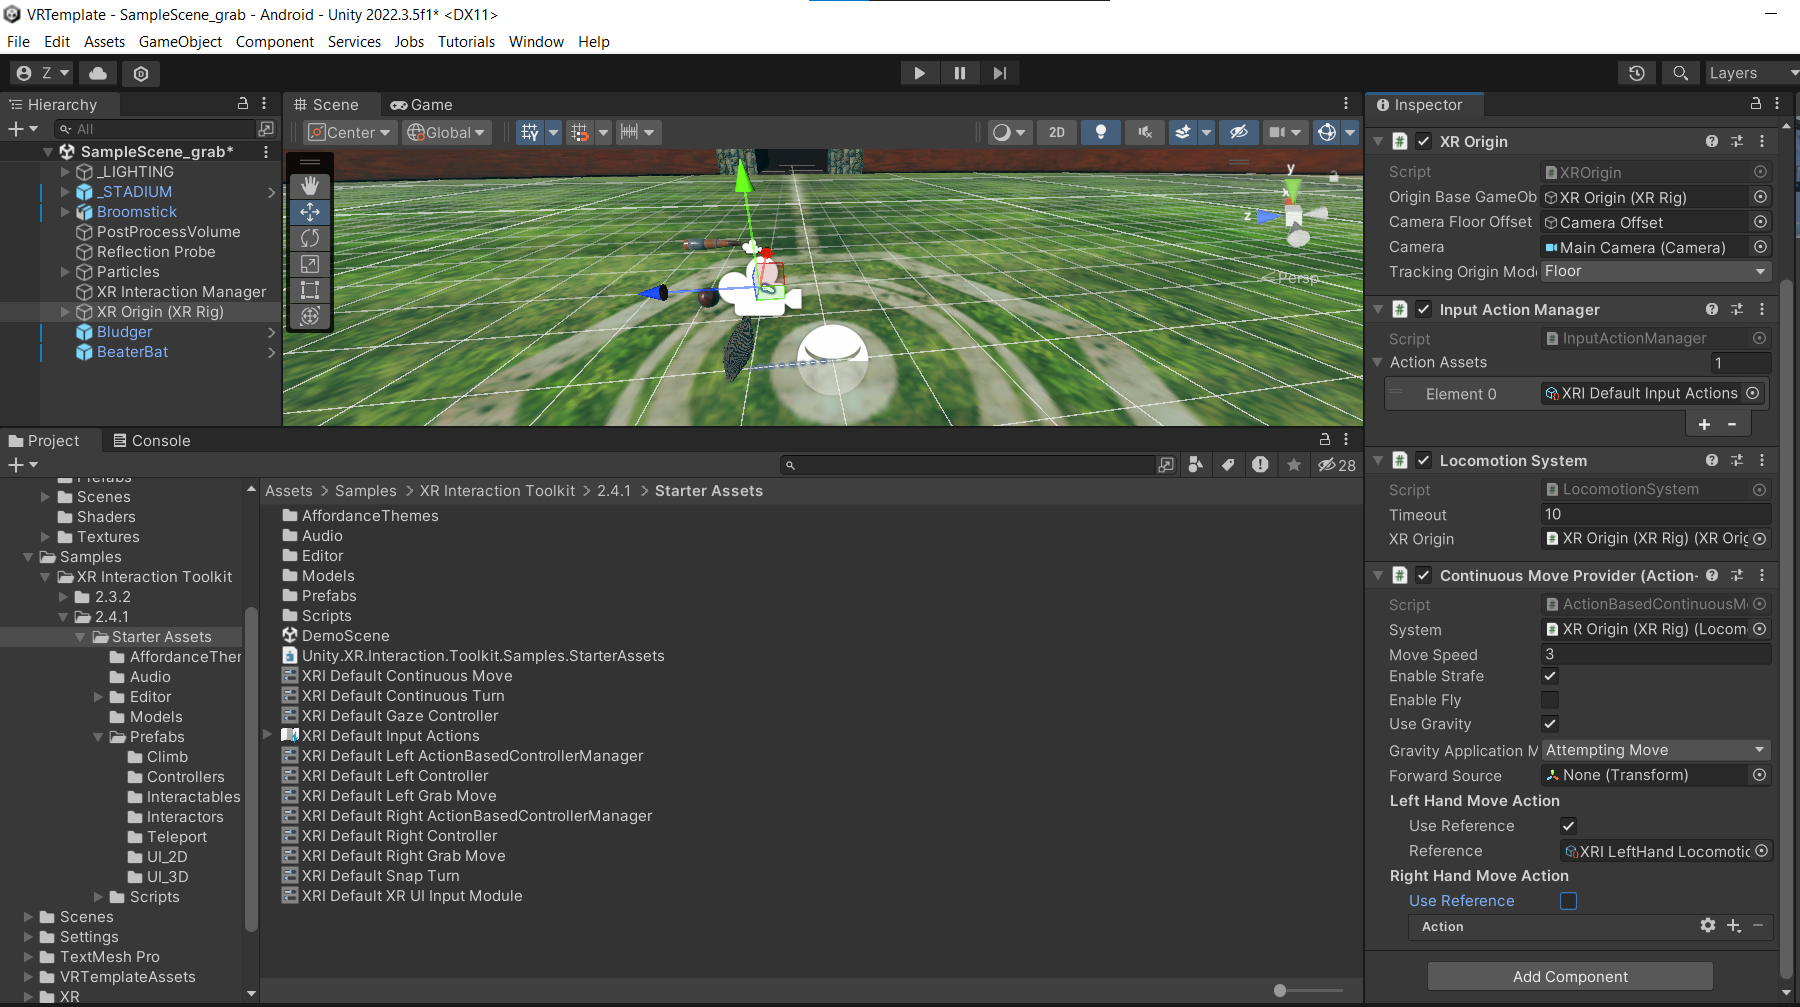 VRTemplate - SampleScene_grab - Android - Unity 2022.3.5f1* <DX11>
File Edit Assets GameObject Component Services Jobs Tutorials Window Help
Z
Layers
Hierarchy
All
SampleScene_grab*
_LIGHTING
_STADIUM
Broomstick
PostProcessVolume
Reflection Probe
Particles
XR Interaction Manager
XR Origin (XR Rig)
Bludger
BeaterBat
Scene Game
Center Global
2D
y
x
z
Persp
Project Console
28
Prefabs
Scenes
Shaders
Textures
Samples
XR Interaction Toolkit
2.3.2
2.4.1
Starter Assets
AffordanceTher
Audio
Editor
Models
Prefabs
Climb
Controllers
Interactables
Interactors
Teleport
UI_2D
UI_3D
Scripts
Scenes
Settings
TextMesh Pro
VRTemplateAssets
XR
Assets > Samples > XR Interaction Toolkit > 2.4.1 > Starter Assets
AffordanceThemes
Audio
Editor
Models
Prefabs
Scripts
DemoScene
Unity.XR.Interaction.Toolkit.Samples.StarterAssets
XRI Default Continuous Move
XRI Default Continuous Turn
XRI Default Gaze Controller
XRI Default Input Actions
XRI Default Left ActionBasedControllerManager
XRI Default Left Controller
XRI Default Left Grab Move
XRI Default Right ActionBasedControllerManager
XRI Default Right Controller
XRI Default Right Grab Move
XRI Default Snap Turn
XRI Default XR UI Input Module
Inspector
XR Origin
Script XROrigin
Origin Base GameOb XR Origin (XR Rig)
Camera Floor Offset Camera Offset
Camera Main Camera (Camera)
Tracking Origin Mod Floor
Input Action Manager
Script InputActionManager
Action Assets 1
Element 0 XRI Default Input Actions
+ -
Locomotion System
Script LocomotionSystem
Timeout 10
XR Origin XR Origin (XR Rig) (XR Orig
Continuous Move Provider (Action-
Script ActionBasedContinuousM
System XR Origin (XR Rig) (Locom
Move Speed 3
Enable Strafe
Enable Fly
Use Gravity
Gravity Application M Attempting Move
Forward Source None (Transform)
Left Hand Move Action
Use Reference
Reference XRI LeftHand Locomotic
Right Hand Move Action
Use Reference
Action
Add Component